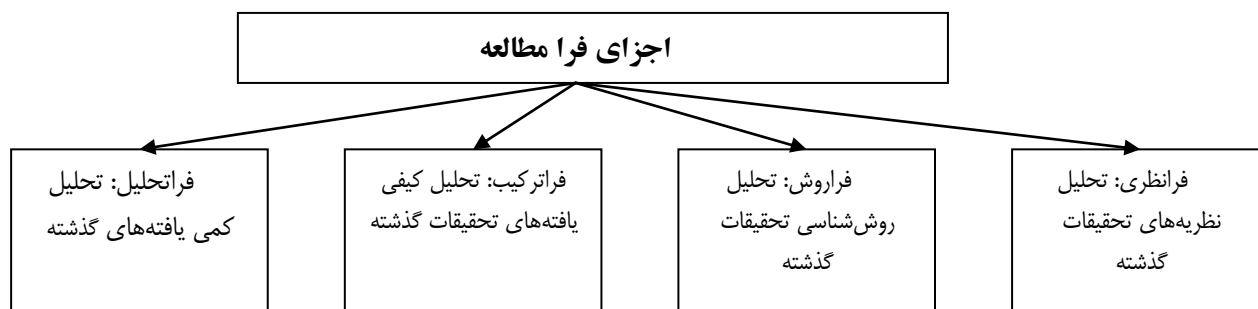 اجزای فرا مطالعه
فرانظری: تحلیل
نظریه‌های تحقیقات
گذشته
فراروش: تحلیل
روش‌شناسی تحقیقات
گذشته
فراترکیب: تحلیل کیفی
یافته‌های تحقیقات گذشته
فراتحلیل: تحلیل
کمی یافته‌های گذشته